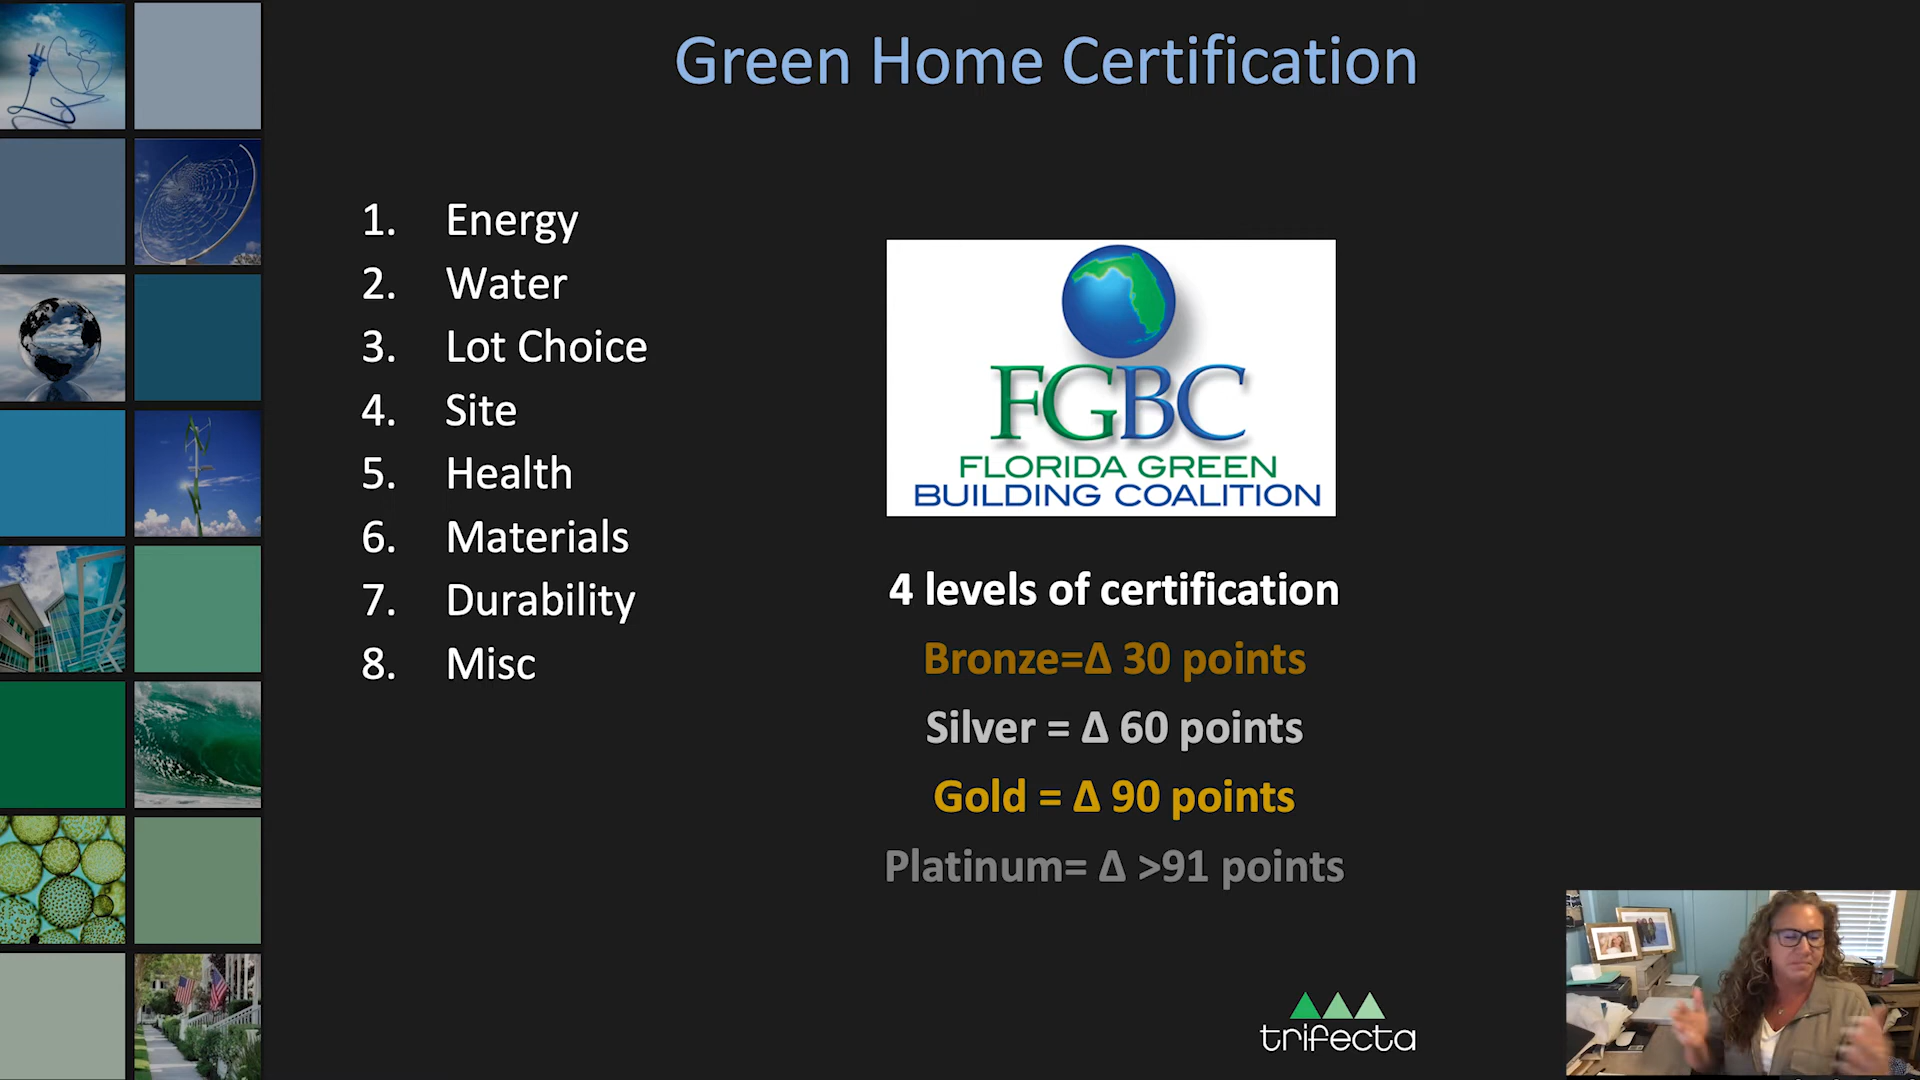 Green Home Certification
1. Energy
2. Water
3. Lot Choice
4. Site
5. Health
6. Materials
7. Durability
8. Misc
FGBC
FLORIDA GREEN
BUILDING COALITION
4 levels of certification
Bronze=Δ 30 points
Silver = Δ 60 points
Gold = Δ 90 points
Platinum= Δ >91 points
trifecta